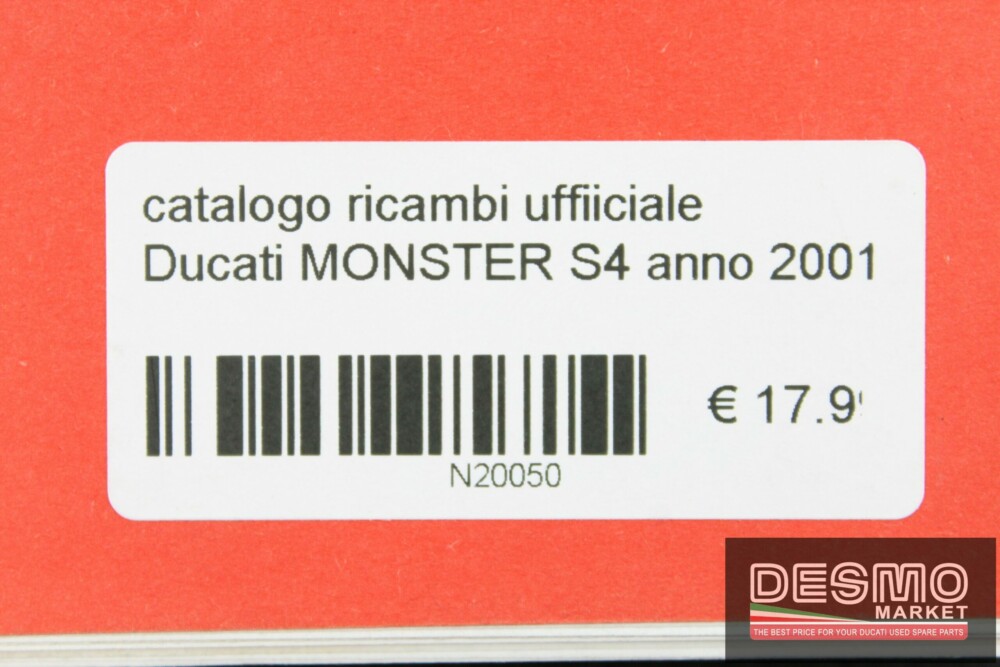 catalogo ricambi uffiiciale
Ducati MONSTER S4 anno 2001
€ 17.9
N20050
DESMO
MARKET
THE BEST PRICE FOR YOUR DUCATI USED SPARE PARTS